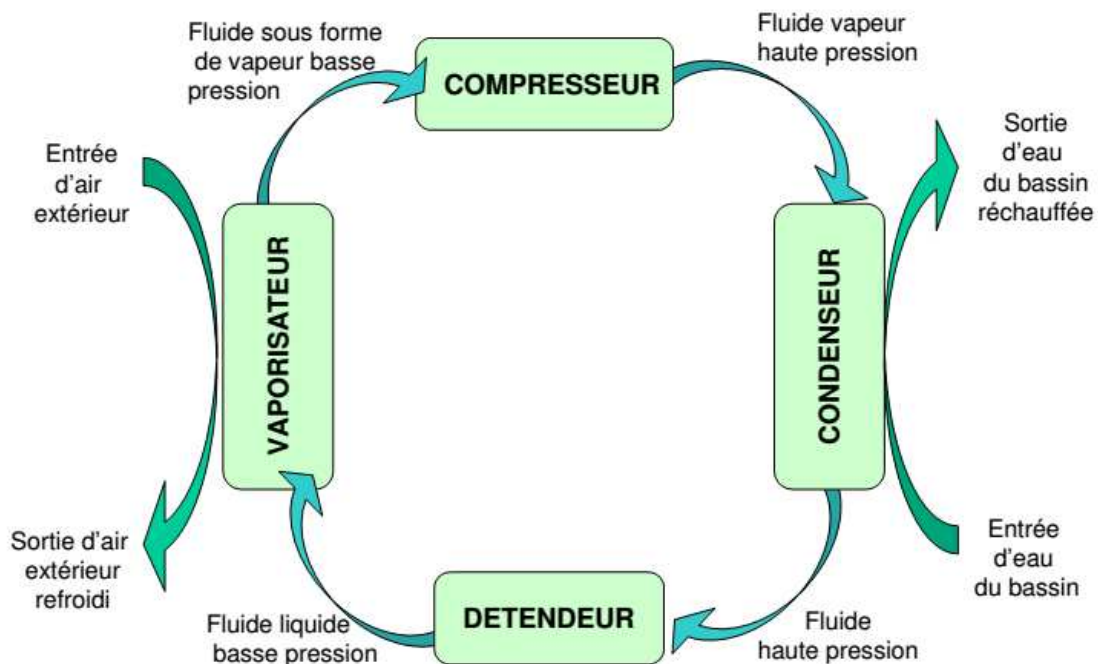 Fluide sous forme
de vapeur basse
pression
COMPRESSEUR
Fluide vapeur
haute pression
Entrée
d'air
extérieur
Sortie
d'eau
du bassin
réchauffée
VAPORISATEUR
CONDENSEUR
Sortie d'air
extérieur
refroidi
Entrée
d'eau
du bassin
Fluide liquide
basse pression
DETENDEUR
Fluide
haute pression